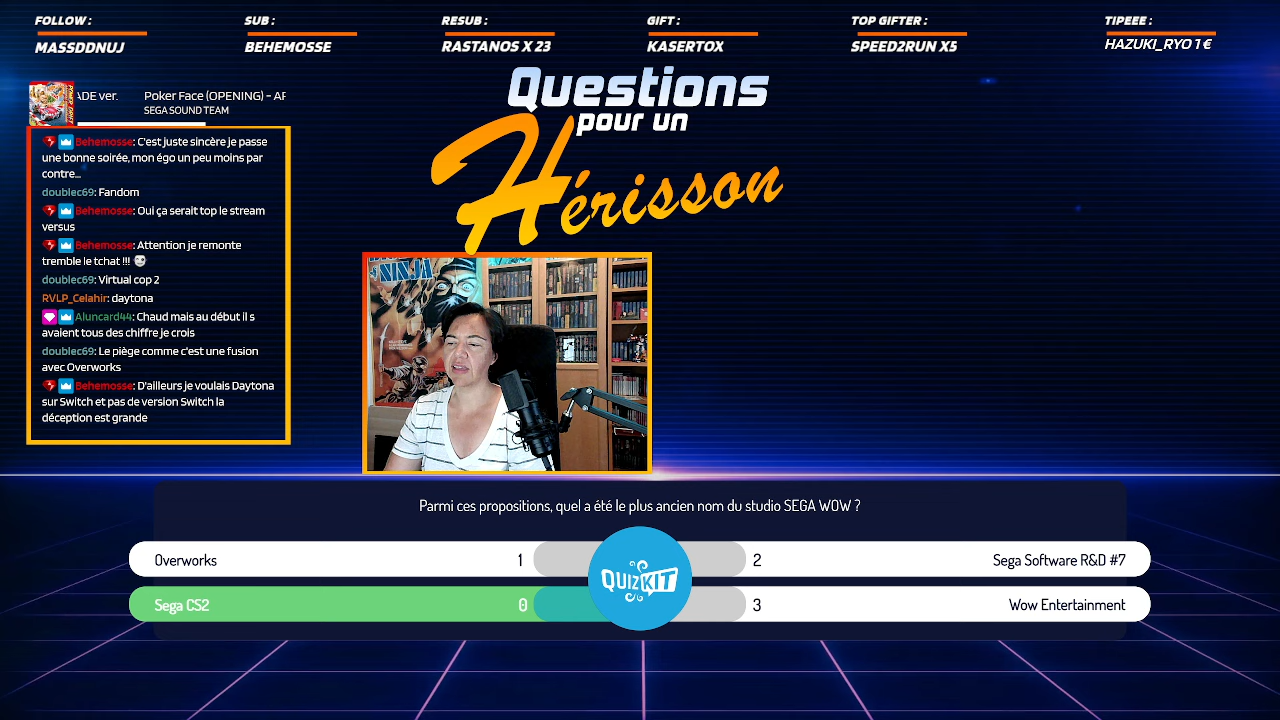 FOLLOW :
MASSDDNUJ
SUB :
BEHEMOSSE
RESUB :
RASTANOS X 23
GIFT :
KASERTOX
TOP GIFTER :
SPEED2RUN X5
TIPEEE :
HAZUKI_RYO 1 €
Questions
pour un
Hérisson
ADE ver.
Poker Face (OPENING) - AF
SEGA SOUND TEAM
Behemosse: C'est juste sincère je passe
une bonne soirée, mon égo un peu moins par
contre...
doublec69: Fandom
Behemosse: Oui ça serait top le stream
versus
Behemosse: Attention je remonte
tremble le tchat !!!
doublec69: Virtual cop 2
RVLP_Celahir: daytona
Aluncard44: Chaud mais au début il s
avaient tous des chiffre je crois
doublec69: Le piège comme c'est une fusion
avec Overworks
Behemosse: D'ailleurs je voulais Daytona
sur Switch et pas de version Switch la
déception est grande
NINJA
Parmi ces propositions, quel a été le plus ancien nom du studio SEGA WOW ?
Overworks 1
2 Sega Software R&D #7
Sega CS2 0
3 Wow Entertainment
QUIZKIT